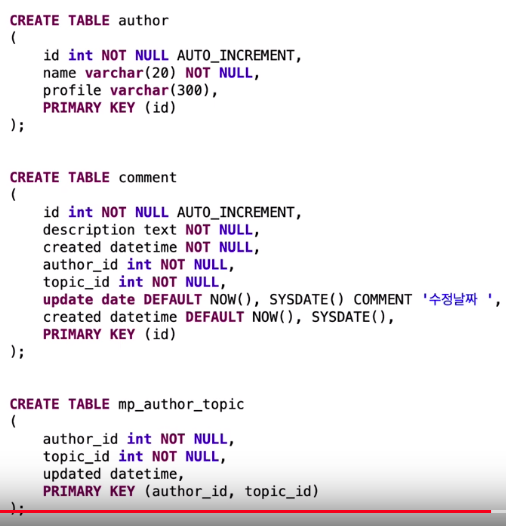 CREATE TABLE author
(
id int NOT NULL AUTO_INCREMENT,
name varchar(20) NOT NULL,
profile varchar(300),
PRIMARY KEY (id)
);
CREATE TABLE comment
(
id int NOT NULL AUTO_INCREMENT,
description text NOT NULL,
created datetime NOT NULL,
author_id int NOT NULL,
topic_id int NOT NULL,
update date DEFAULT NOW(), SYSDATE() COMMENT '수정날짜 ',
created datetime DEFAULT NOW(), SYSDATE(),
PRIMARY KEY (id)
);
CREATE TABLE mp_author_topic
(
author_id int NOT NULL,
topic_id int NOT NULL,
updated datetime,
PRIMARY KEY (author_id, topic_id)
);